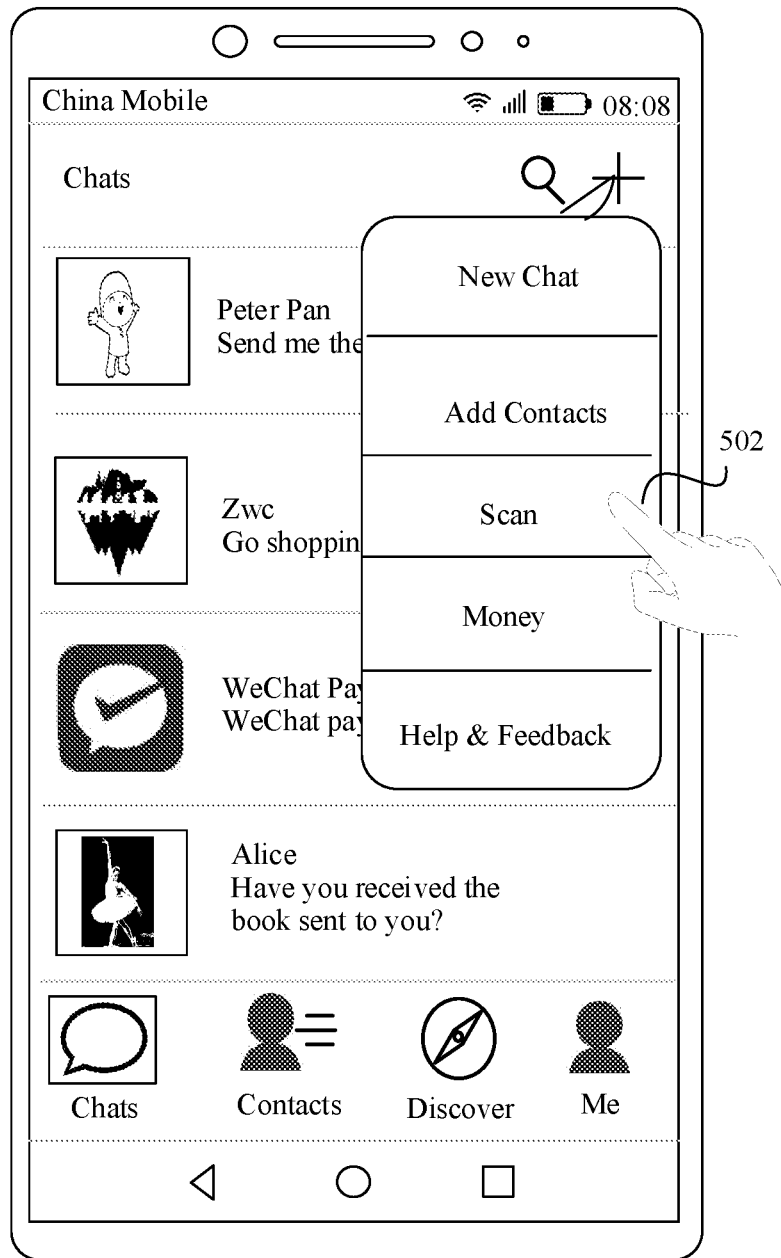 China Mobile
08:08
Chats
New Chat
Peter Pan
Send me the
Add Contacts
502
Zwc
Go shoppin
Scan
Money
WeChat Pay
WeChat pay
Help & Feedback
Alice
Have you received the
book sent to you?
Chats
Contacts
Discover
Me